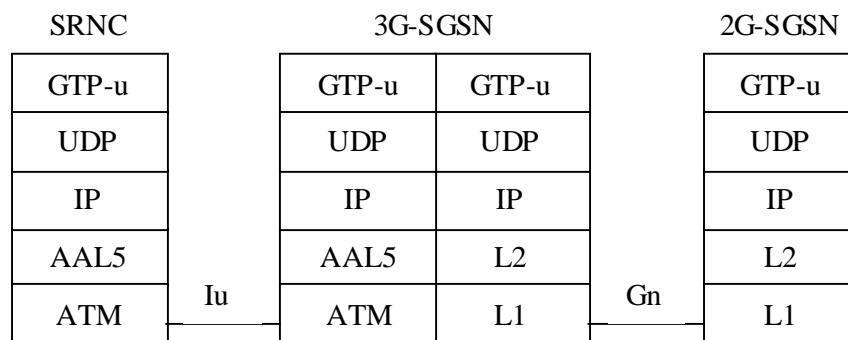 SRNC 3G-SGSN 2G-SGSN
GTP-u GTP-u GTP-u GTP-u
UDP UDP UDP UDP
IP IP IP IP
AAL5 AAL5 L2 L2
Iu Gn
ATM ATM L1 L1